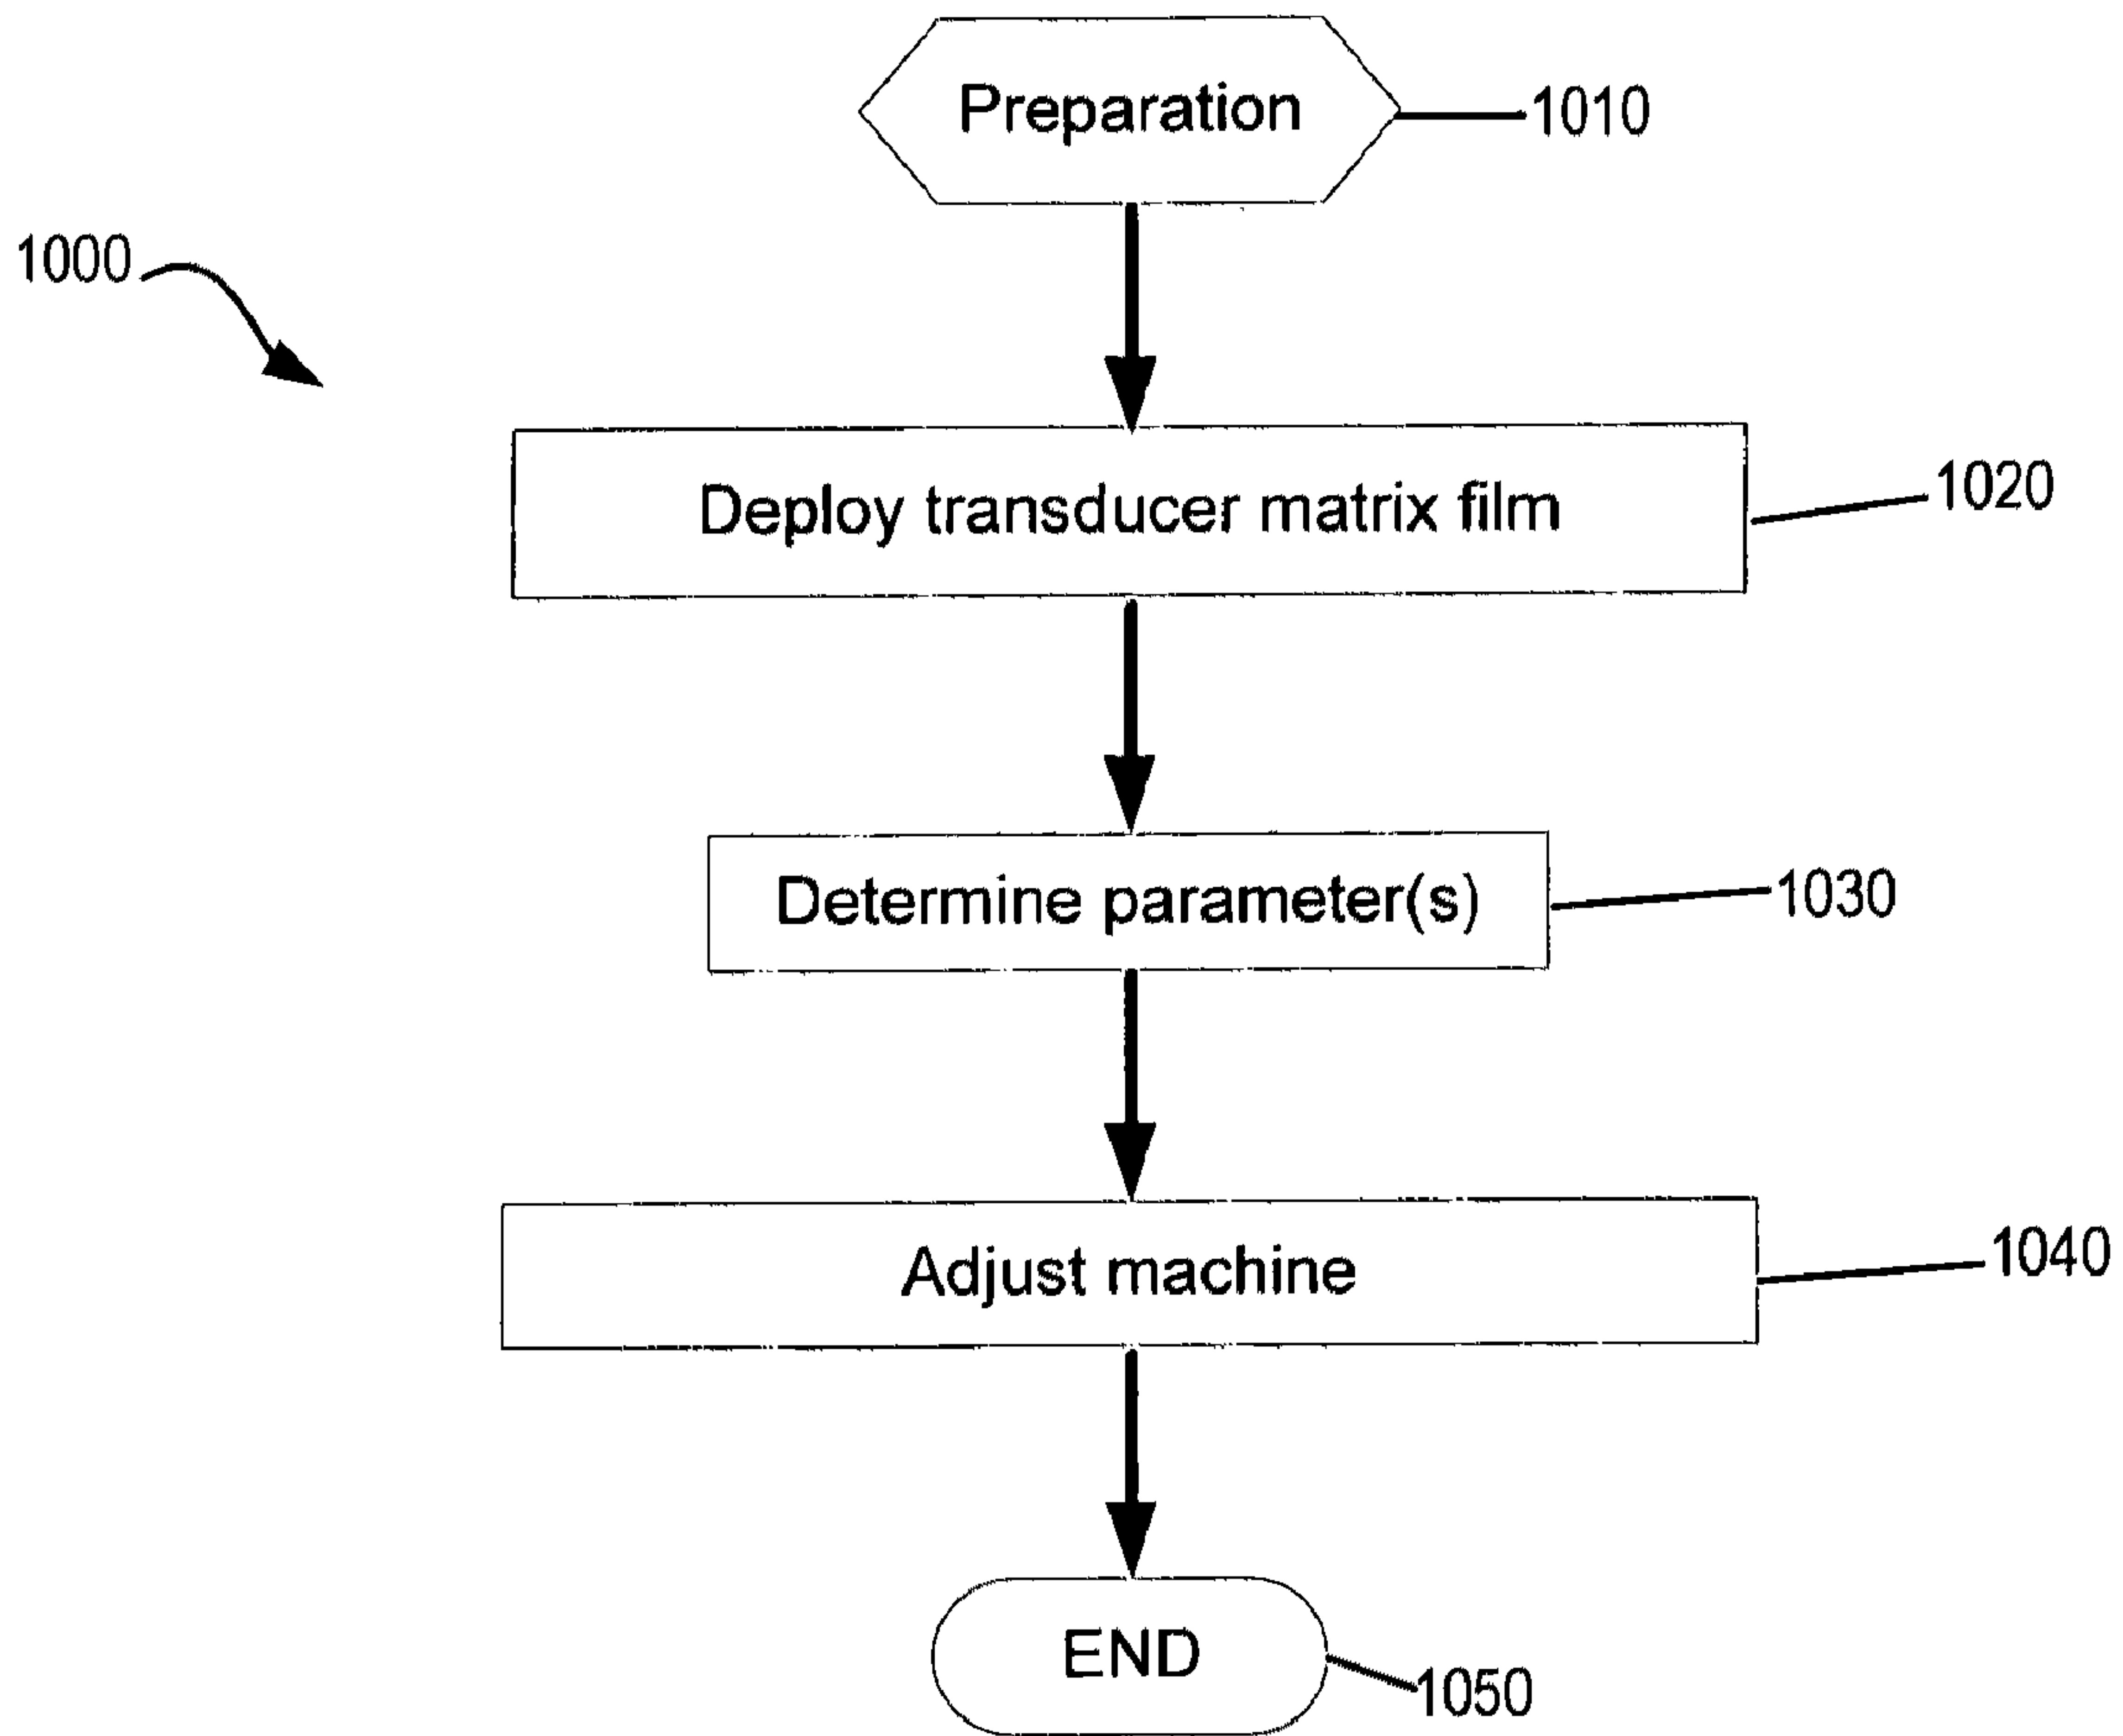 Preparation
1010
1000
Deploy transducer matrix film
1020
Determine parameter(s)
1030
Adjust machine
1040
END
1050